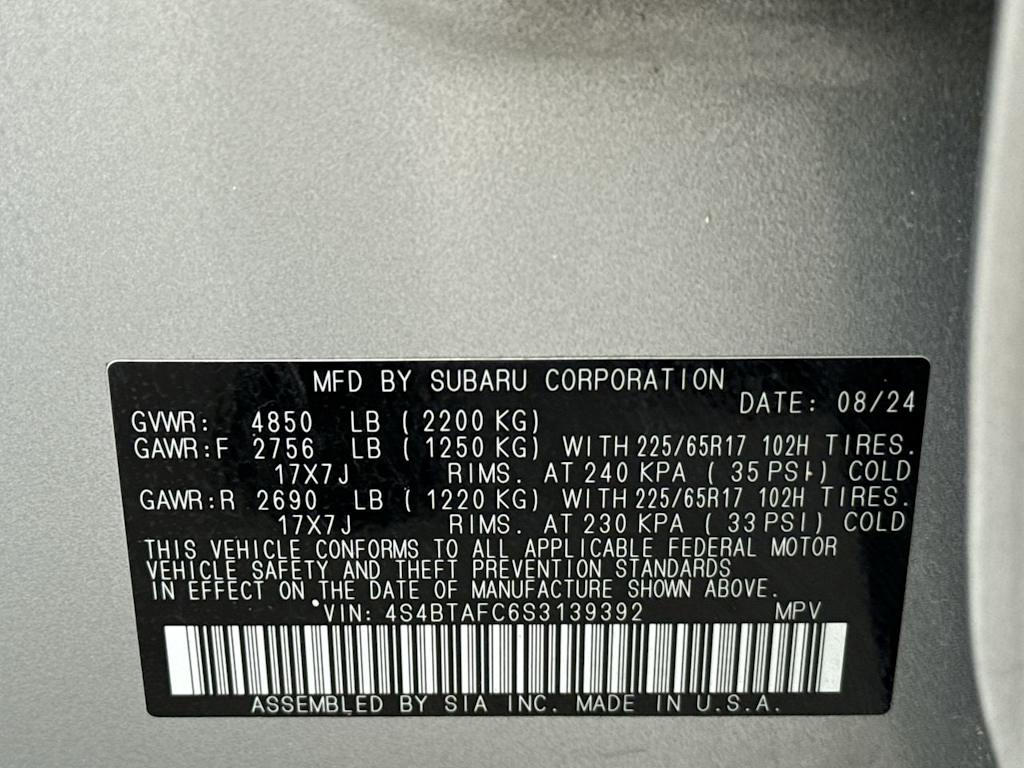 MFD BY SUBARU CORPORATION
DATE: 08/24
GVWR: 4850 LB (2200 KG)
GAWR:F 2756 LB (1250 KG) WITH 225/65R17 102H TIRES.
17X7J RIMS. AT 240 KPA (35 PSI) COLD
GAWR:R 2690 LB (1220 KG) WITH 225/65R17 102H TIRES.
17X7J RIMS. AT 230 KPA (33 PSI) COLD
THIS VEHICLE CONFORMS TO ALL APPLICABLE FEDERAL MOTOR
VEHICLE SAFETY AND THEFT PREVENTION STANDARDS
IN EFFECT ON THE DATE OF MANUFACTURE SHOWN ABOVE.
VIN: 4S4BTAFC6S3139392 MPV
ASSEMBLED BY SIA INC. MADE IN U.S.A.